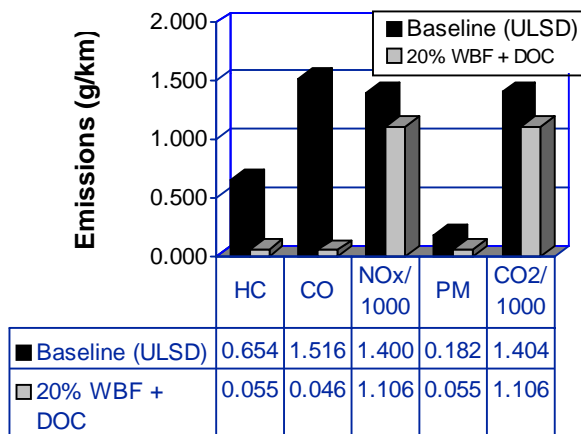 Emissions (g/km)
2.000
1.500
1.000
0.500
0.000
Baseline (ULSD)
20% WBF + DOC
HC CO NOx/ 1000 PM CO2/ 1000
Baseline (ULSD) 0.654 1.516 1.400 0.182 1.404
20% WBF + DOC 0.055 0.046 1.106 0.055 1.106